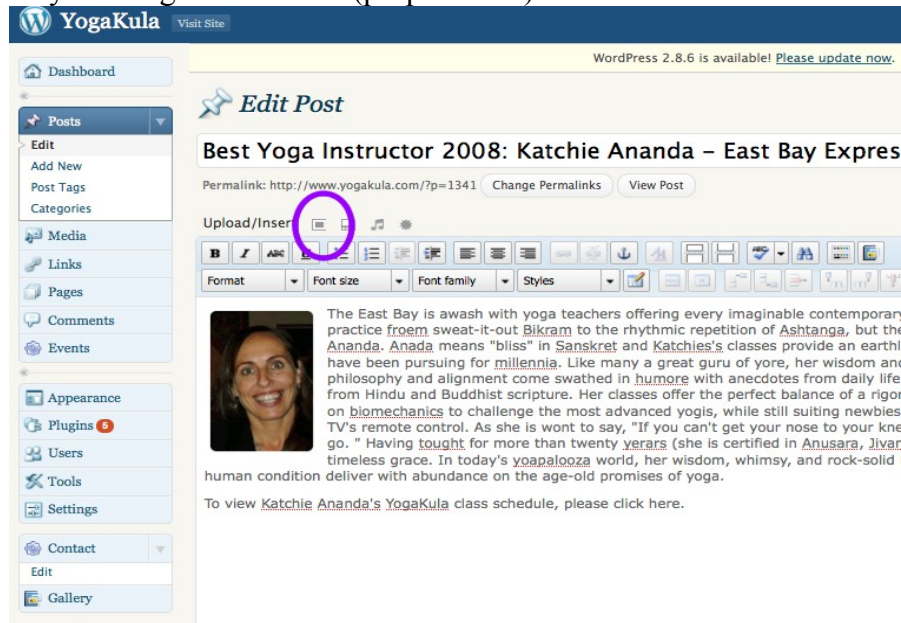 YogaKula Visit Site
WordPress 2.8.6 is available! Please update now.
Dashboard
Posts
Edit
Add New
Post Tags
Categories
Media
Links
Pages
Comments
Events
Appearance
Plugins 5
Users
Tools
Settings
Contact
Edit
Gallery
Edit Post
Best Yoga Instructor 2008: Katchie Ananda – East Bay Expres
Permalink: http://www.yogakula.com/?p=1341 Change Permalinks View Post
Upload/Insert
B I ABC U
Format Font size Font family Styles
The East Bay is awash with yoga teachers offering every imaginable contemporary
practice froem sweat-it-out Bikram to the rhythmic repetition of Ashtanga, but the
Ananda. Anada means "bliss" in Sanskret and Katchies's classes provide an earthl
have been pursuing for millennia. Like many a great guru of yore, her wisdom and
philosophy and alignment come swathed in humore with anecdotes from daily life
from Hindu and Buddhist scripture. Her classes offer the perfect balance of a rigor
on biomechanics to challenge the most advanced yogis, while still suiting newbies
TV's remote control. As she is wont to say, "If you can't get your nose to your kne
go. " Having tought for more than twenty yerars (she is certified in Anusara, Jivar
timeless grace. In today's yoapalooza world, her wisdom, whimsy, and rock-solid
human condition deliver with abundance on the age-old promises of yoga.
To view Katchie Ananda's YogaKula class schedule, please click here.